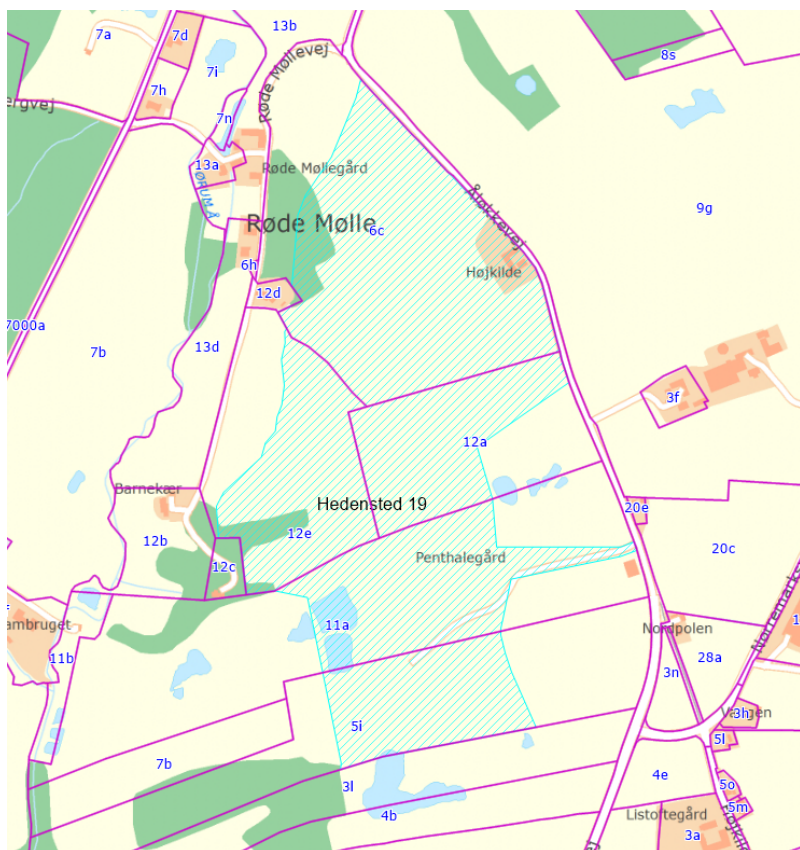 7a
7d
13b
7i
8s
Røde Møllevej
7h
ergvej
7n
13a
Røde Møllegård
ØRUM Å
9g
Røde Mølle
6c
Åløkkevej
6h
Højkilde
12d
7000a
13d
7b
3f
12a
Barnekær
Hedensted 19
20e
12e
12b
20c
Penthalegård
12c
ambruget
11a
Nordpolen
28a
11b
3n
3h
5i
5l
7b
4e
3l
5o
4b
5m
Listoftegård
3a